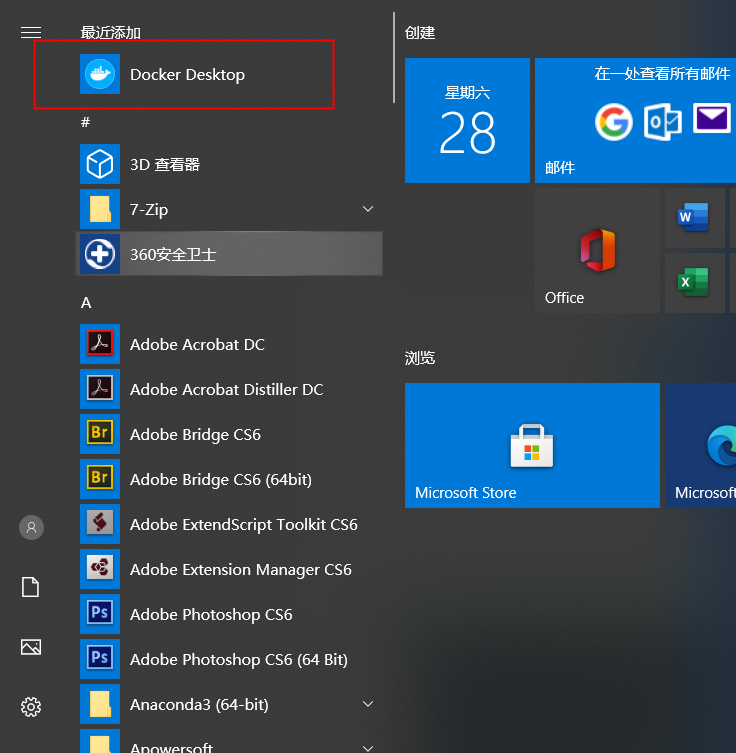 最近添加
Docker Desktop
#
3D 查看器
7-Zip
360安全卫士
A
Adobe Acrobat DC
Adobe Acrobat Distiller DC
Br
Adobe Bridge CS6
Br
Adobe Bridge CS6 (64bit)
Adobe ExtendScript Toolkit CS6
Adobe Extension Manager CS6
Ps
Adobe Photoshop CS6
Ps
Adobe Photoshop CS6 (64 Bit)
Anaconda3 (64-bit)
Apowersoft
创建
星期六
28
在一处查看所有邮件
邮件
Office
浏览
Microsoft Store
Microsoft